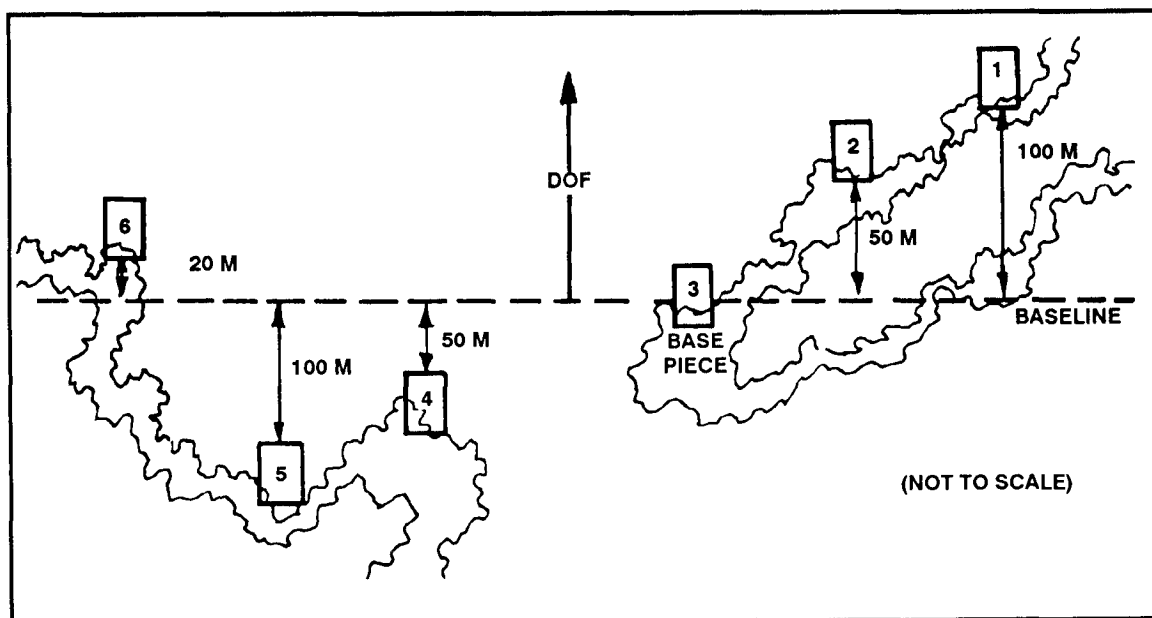 1
2
100 M
DOF
6
50 M
20 M
3
BASELINE
BASE
PIECE
50 M
100 M
4
5
(NOT TO SCALE)